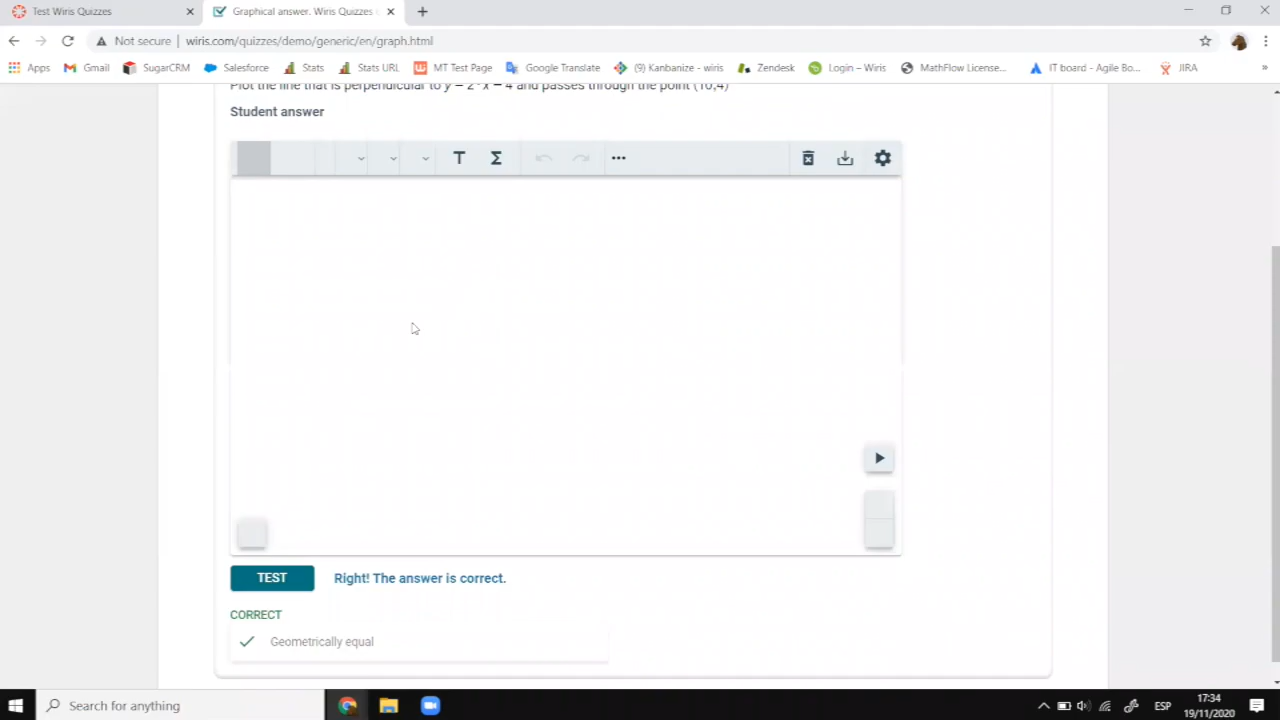 Test Wiris Quizzes
Graphical answer. Wiris Quizzes
Not secure | wiris.com/quizzes/demo/generic/en/graph.html
Apps Gmail SugarCRM Salesforce Stats Stats URL MT Test Page Google Translate (9) Kanbanize - wiris Zendesk Login – Wiris MathFlow License... IT board - Agile Bo... JIRA »
Plot the line that is perpendicular to y = 2·x − 4 and passes through the point (10,4)
Student answer
T Σ
TEST Right! The answer is correct.
CORRECT
Geometrically equal
Search for anything
ESP
17:34
19/11/2020